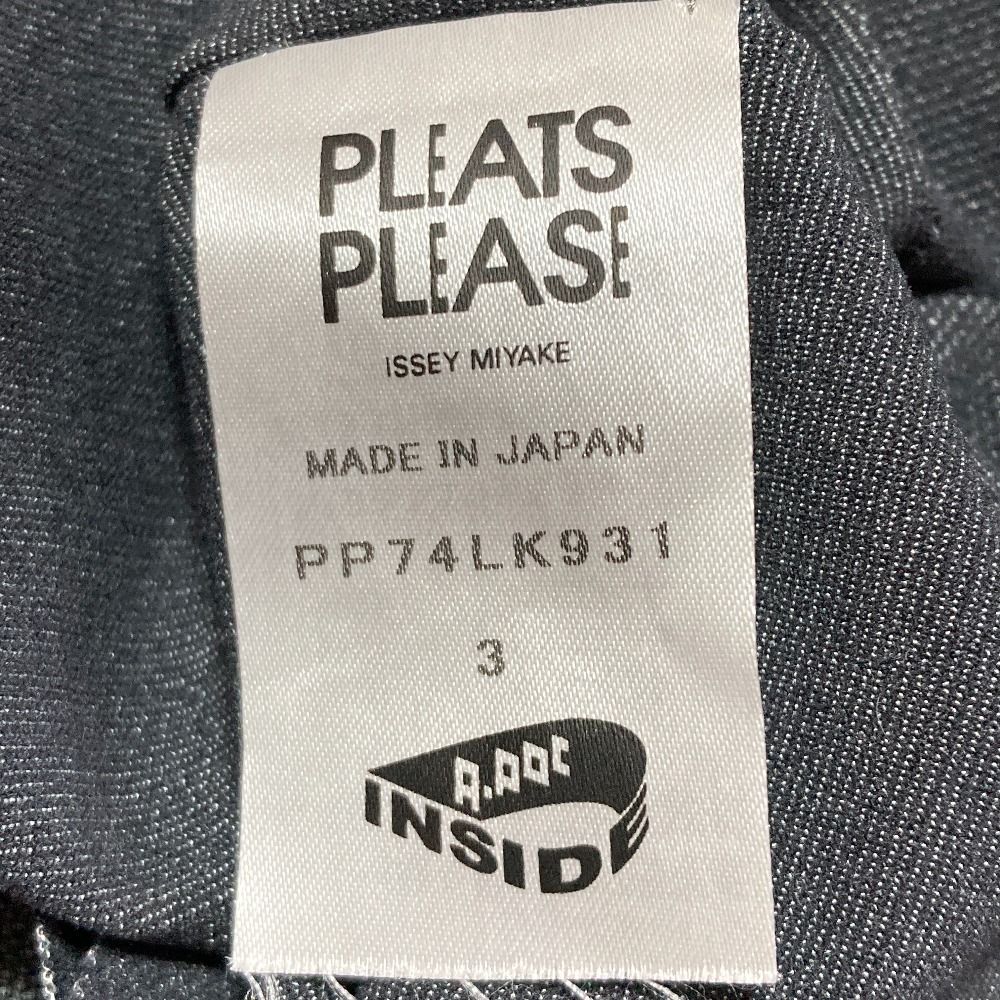 PLEATS
PLEASE
ISSEY MIYAKE
MADE IN JAPAN
PP74LK931
3
A.POC
INSIDE